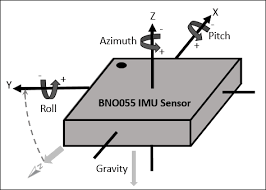 Z
X
Azimuth
Pitch
-
+
-
+
Y
-
+
Roll
BNO055 IMU Sensor
Gravity